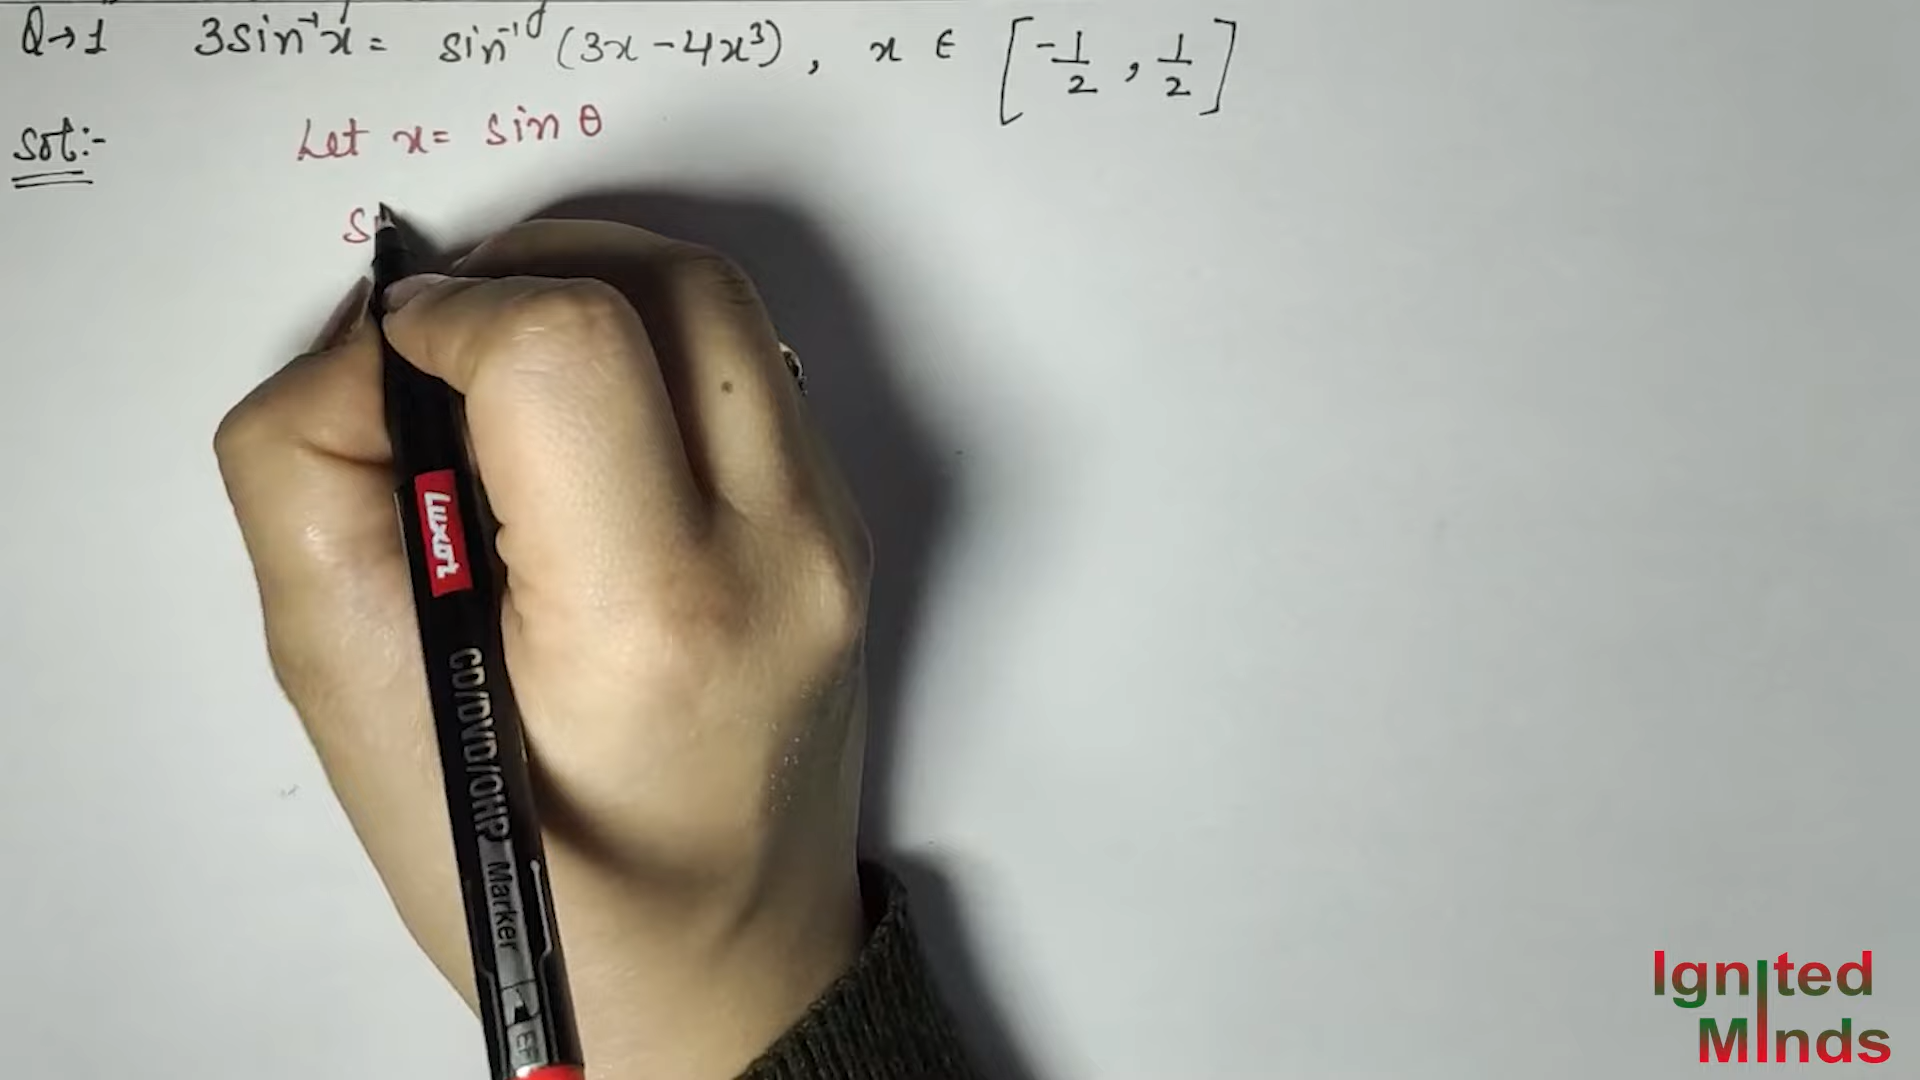 Q→1 3sin⁻¹x = sin⁻¹(3x-4x³), x ∈ [-1/2, 1/2]
Sol:- Let x = sin θ
S
Luxor
CD/DVD/OHP Marker
EF
Ignited
Minds